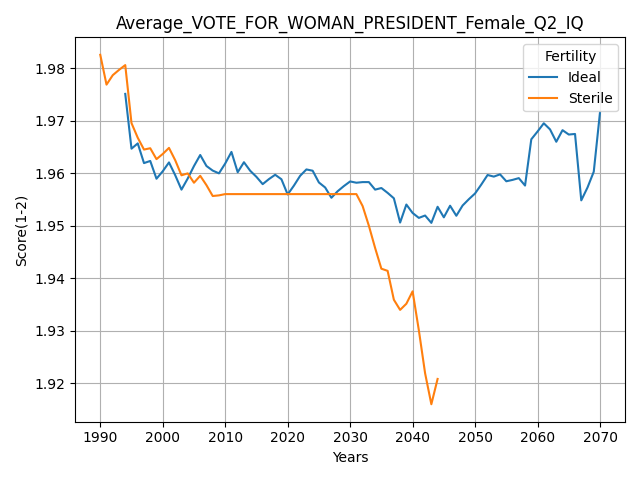 Average_VOTE_FOR_WOMAN_PRESIDENT_Female_Q2_IQ
Fertility
Ideal
Sterile
1.98
1.97
1.96
1.95
1.94
1.93
1.92
Score(1-2)
1990 2000 2010 2020 2030 2040 2050 2060 2070
Years